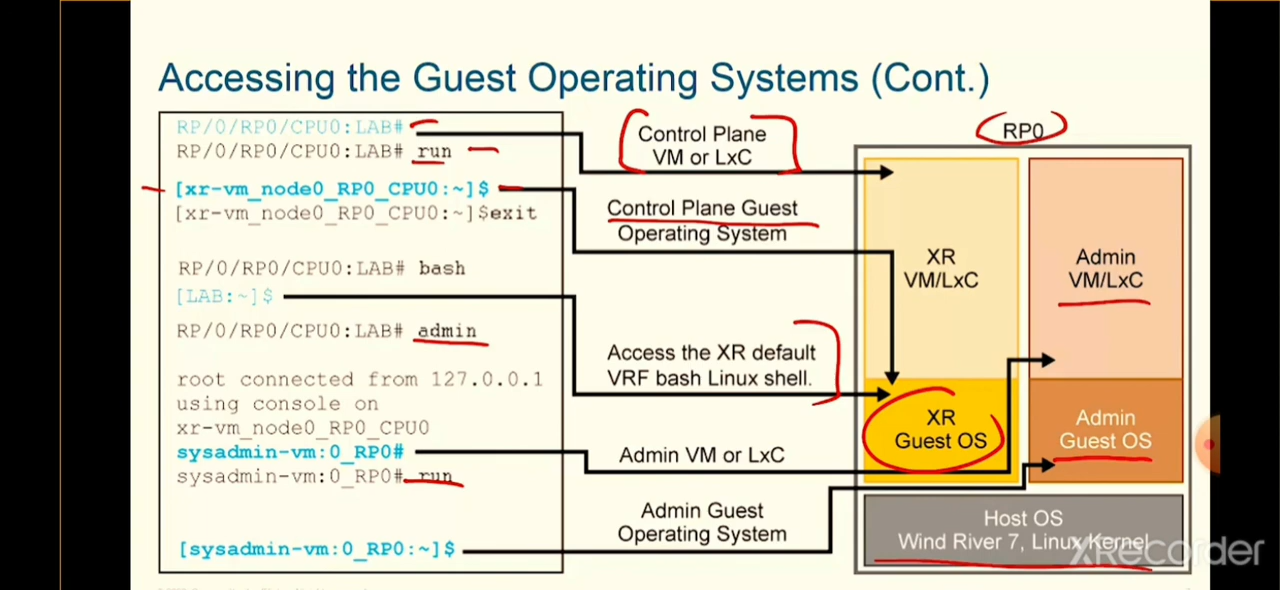 Accessing the Guest Operating Systems (Cont.)
RP/0/RP0/CPU0:LAB#
RP/0/RP0/CPU0:LAB# run
[xr-vm_node0_RP0_CPU0:~]$
[xr-vm_node0_RP0_CPU0:~]$exit
RP/0/RP0/CPU0:LAB# bash
[LAB:~]$
RP/0/RP0/CPU0:LAB# admin
root connected from 127.0.0.1
using console on
xr-vm_node0_RP0_CPU0
sysadmin-vm:0_RP0#
sysadmin-vm:0_RP0# run
[sysadmin-vm:0_RP0:~]$
Control Plane
VM or LxC
Control Plane Guest
Operating System
Access the XR default
VRF bash Linux shell.
Admin VM or LxC
Admin Guest
Operating System
RP0
XR
VM/LxC
Admin
VM/LxC
XR
Guest OS
Admin
Guest OS
Host OS
Wind River 7, Linux Kernel
XRecorder